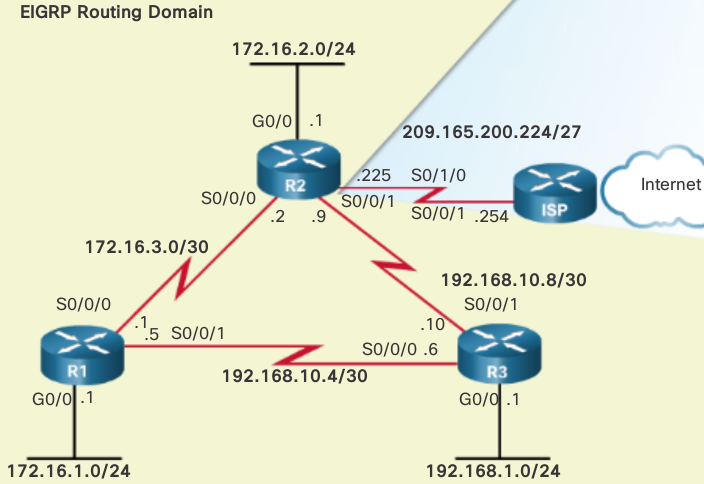 EIGRP Routing Domain
172.16.2.0/24
G0/0 .1
209.165.200.224/27
R2
.225 S0/1/0
S0/0/0
S0/0/1
.2 .9
S0/0/1 .254
ISP
Internet
172.16.3.0/30
192.168.10.8/30
S0/0/0
S0/0/1
.1
.10
.5 S0/0/1
S0/0/0 .6
R1
192.168.10.4/30
R3
G0/0 .1
G0/0 .1
172.16.1.0/24
192.168.1.0/24